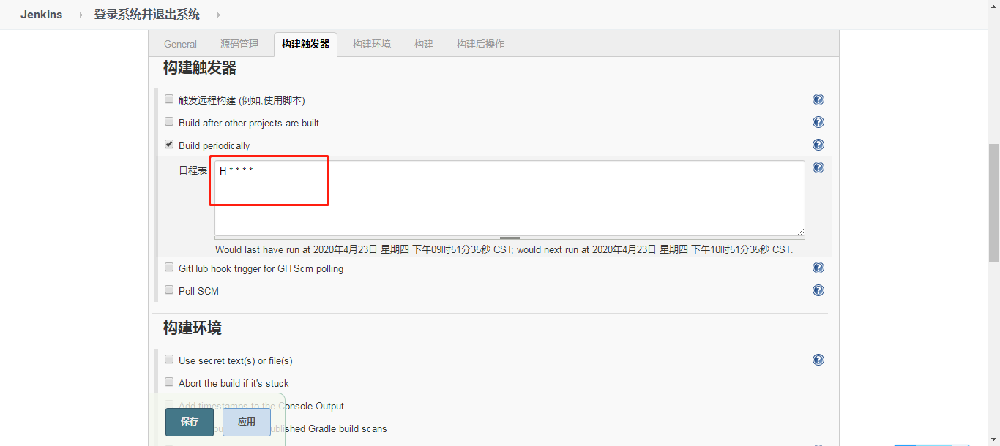 Jenkins 登录系统并退出系统
General 源码管理 构建触发器 构建环境 构建 构建后操作
构建触发器
触发远程构建 (例如,使用脚本)
Build after other projects are built
Build periodically
日程表 H * * * *
Would last have run at 2020年4月23日 星期四 下午09时51分35秒 CST; would next run at 2020年4月23日 星期四 下午10时51分35秒 CST.
GitHub hook trigger for GITScm polling
Poll SCM
构建环境
Use secret text(s) or file(s)
Abort the build if it's stuck
Add timestamps to the Console Output
保存 应用 ublished Gradle build scans